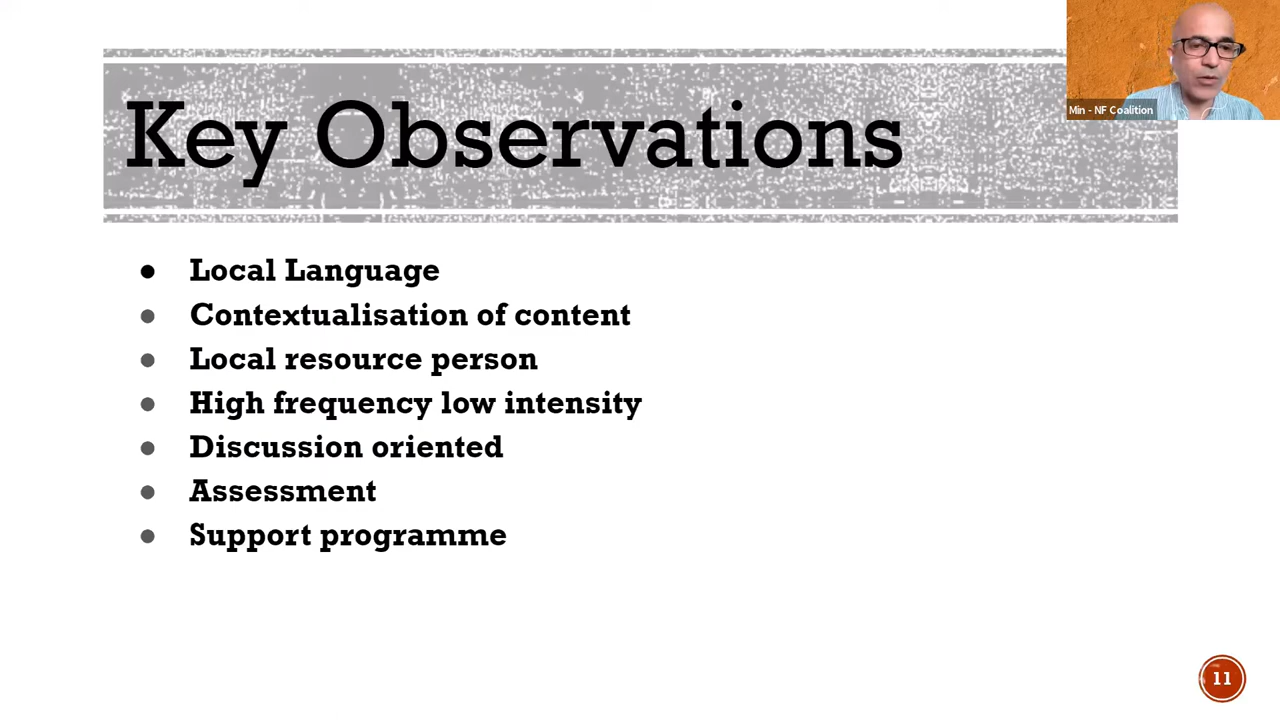 Key Observations
Min - NF Coalition
● Local Language
● Contextualisation of content
● Local resource person
● High frequency low intensity
● Discussion oriented
● Assessment
● Support programme
11